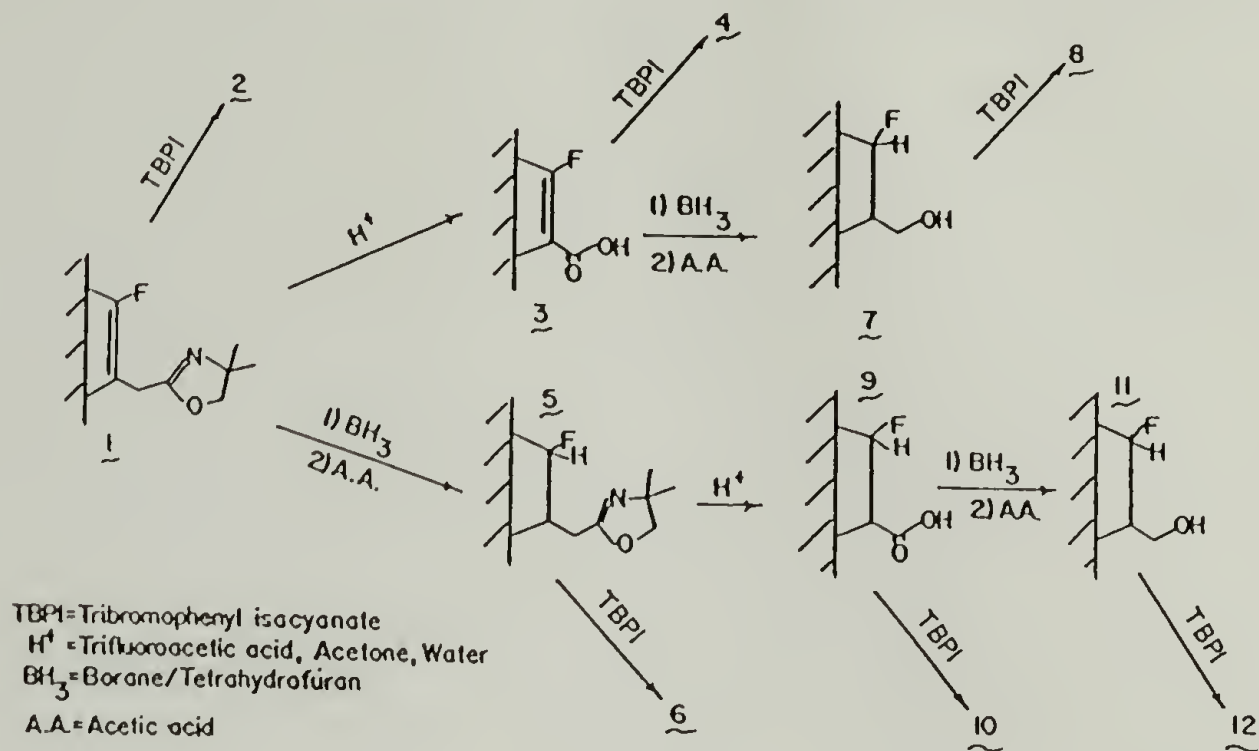 4
8
2
TBPI
TBPI
TBPI
F
F
H
OH
O
1) BH3
2) A.A.
OH
H+
3
7
F
N
O
1
1) BH3
2) A.A.
5
F
H
N
O
H+
9
F
H
OH
O
1) BH3
2) AA.
11
F
H
OH
TBPI
TBPI
TBPI
6
10
12
TBPI=Tribromophenyl isacyanate
H+ =Trifluoroacetic acid, Acetone, Water
BH3=Borane/Tetrahydrofuran
A.A.=Acetic acid